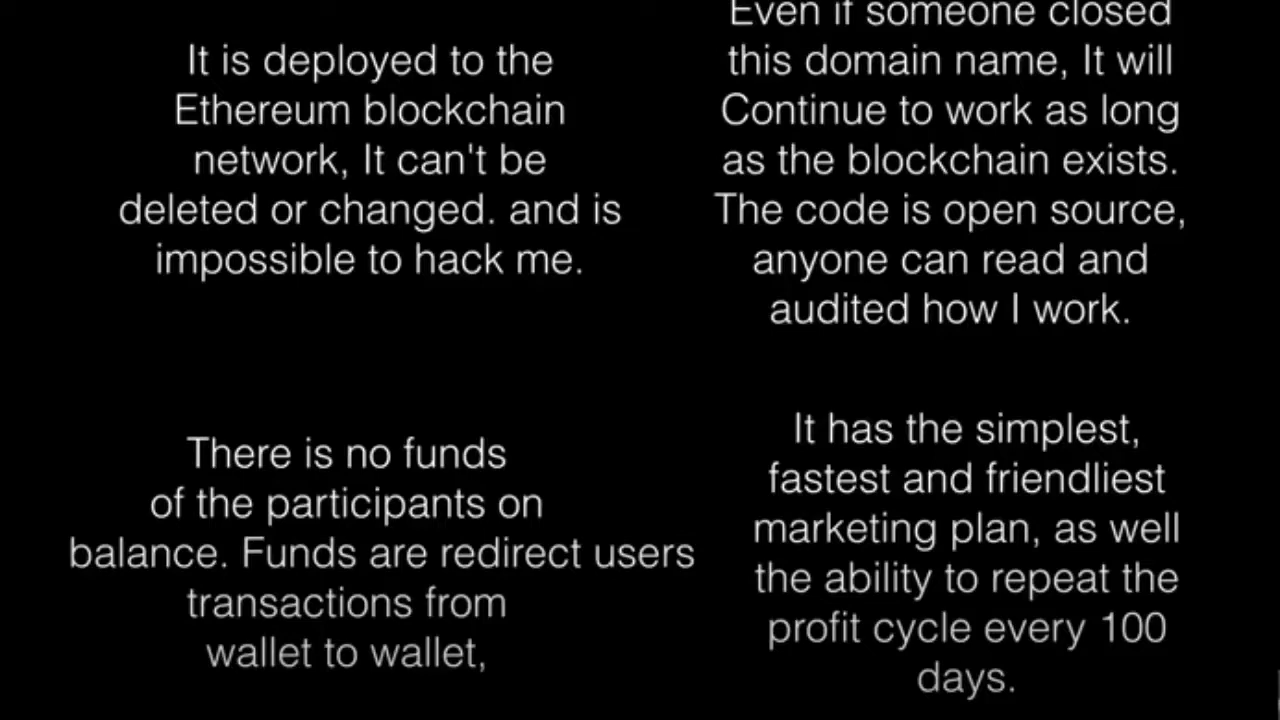 It is deployed to the
Ethereum blockchain
network, It can't be
deleted or changed. and is
impossible to hack me.
Even if someone closed
this domain name, It will
Continue to work as long
as the blockchain exists.
The code is open source,
anyone can read and
audited how I work.
There is no funds
of the participants on
balance. Funds are redirect users
transactions from
wallet to wallet,
It has the simplest,
fastest and friendliest
marketing plan, as well
the ability to repeat the
profit cycle every 100
days.